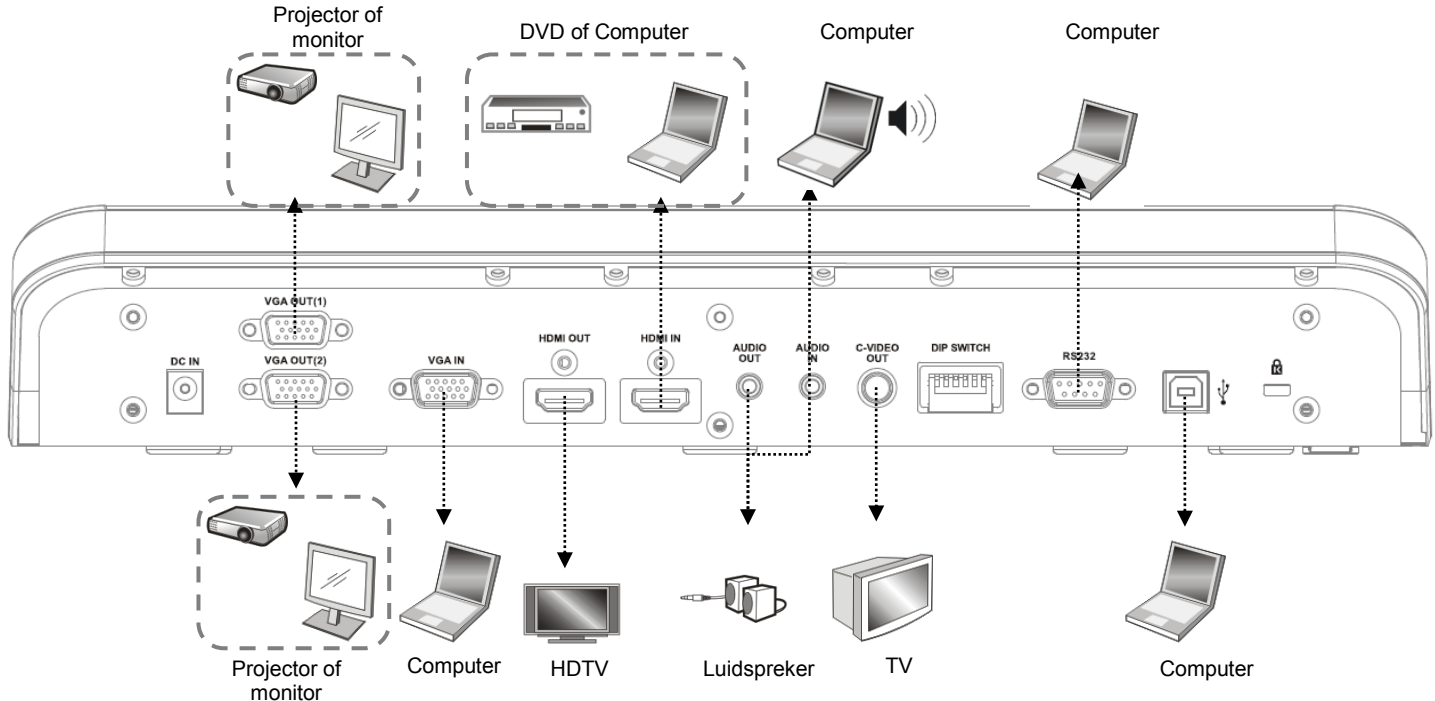 Projector of
monitor
DVD of Computer
Computer
Computer
VGA OUT(1)
DC IN
VGA OUT(2)
VGA IN
HDMI OUT
HDMI IN
AUDIO
OUT
AUDIO
IN
C-VIDEO
OUT
DIP SWITCH
RS232
K
Projector of
monitor
Computer
HDTV
Luidspreker
TV
Computer